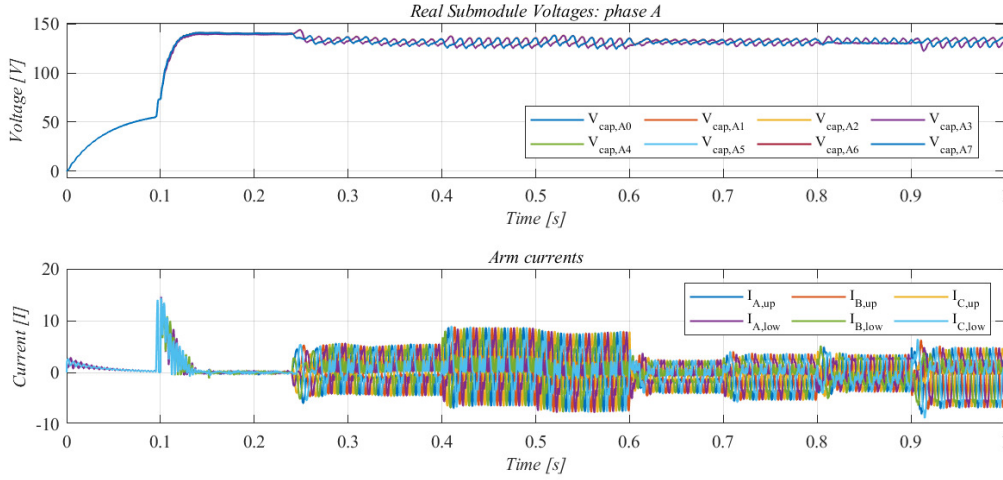 Real Submodule Voltages: phase A
150
100
50
0
Voltage [V]
V_cap,A0 V_cap,A1 V_cap,A2 V_cap,A3
V_cap,A4 V_cap,A5 V_cap,A6 V_cap,A7
0 0.1 0.2 0.3 0.4 0.5 0.6 0.7 0.8 0.9 1
Time [s]
Arm currents
20
10
0
-10
Current [I]
I_A,up I_B,up I_C,up
I_A,low I_B,low I_C,low
0 0.1 0.2 0.3 0.4 0.5 0.6 0.7 0.8 0.9 1
Time [s]